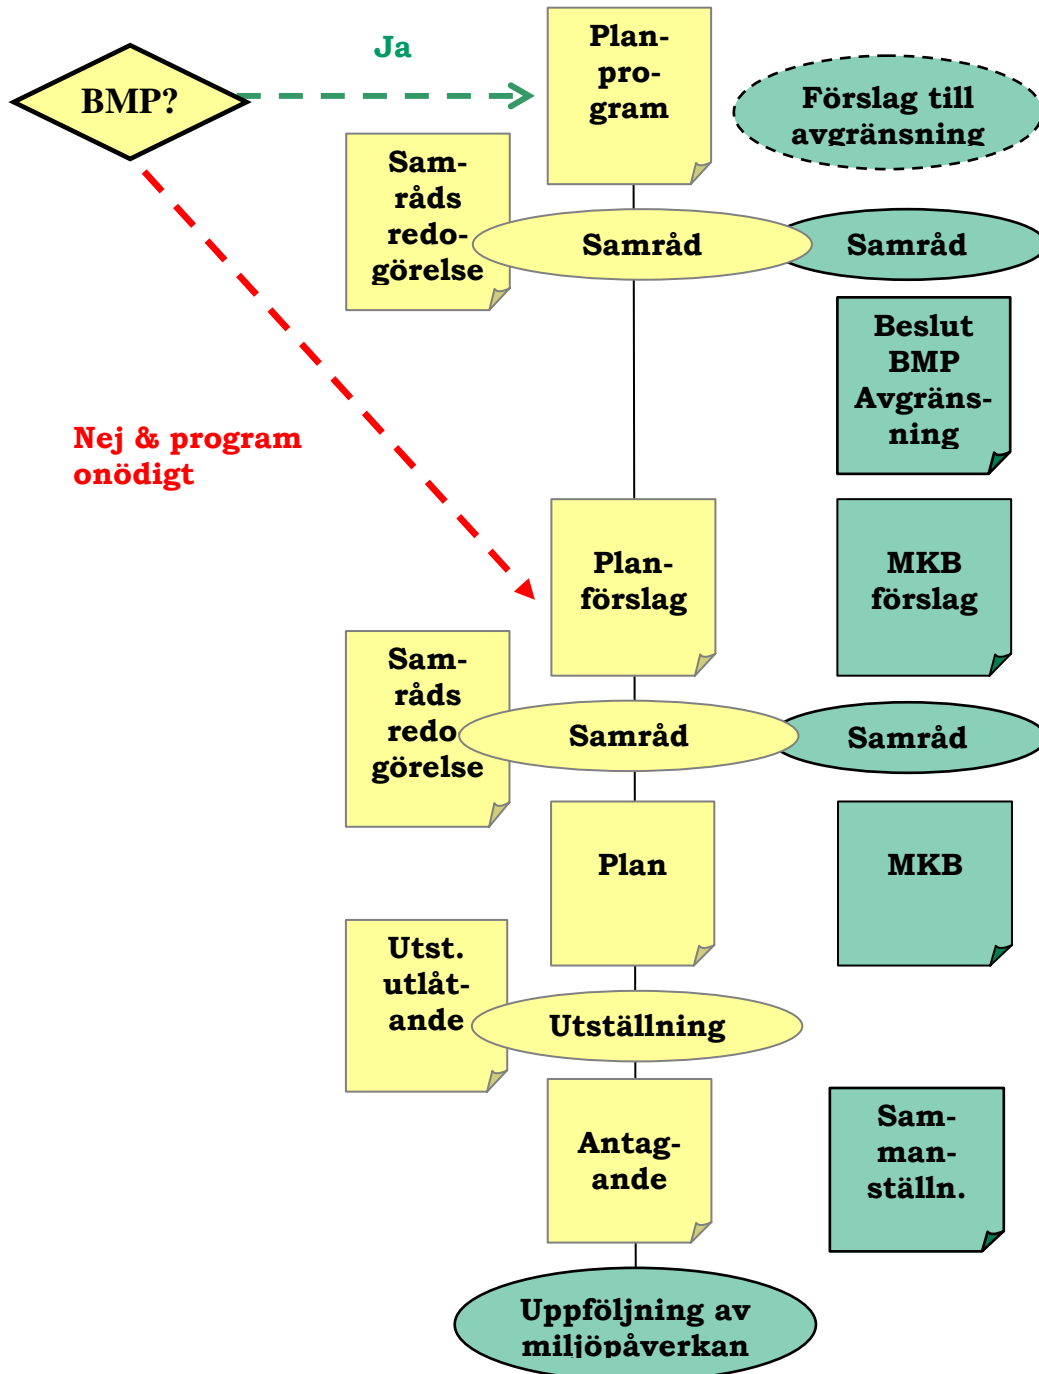 BMP?
Ja
Plan-
pro-
gram
Förslag till
avgränsning
Sam-
råds
redo-
görelse
Samråd
Samråd
Beslut
BMP
Avgräns-
ning
Nej & program
onödigt
Plan-
förslag
MKB
förslag
Sam-
råds
redo-
görelse
Samråd
Samråd
Plan
MKB
Utst.
utlåt-
ande
Utställning
Antag-
ande
Sam-
man-
ställn.
Uppföljning av
miljöpåverkan